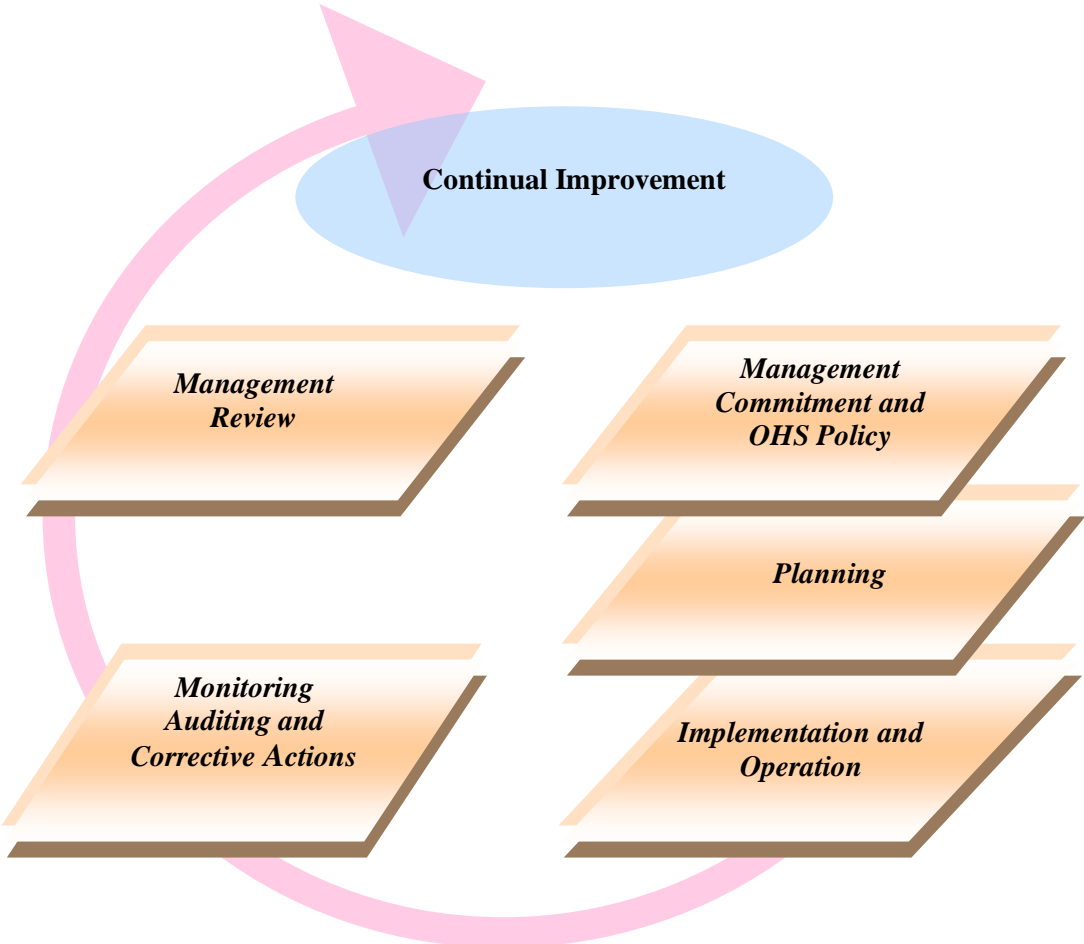 Continual Improvement
Management
Review
Management
Commitment and
OHS Policy
Planning
Monitoring
Auditing and
Corrective Actions
Implementation and
Operation